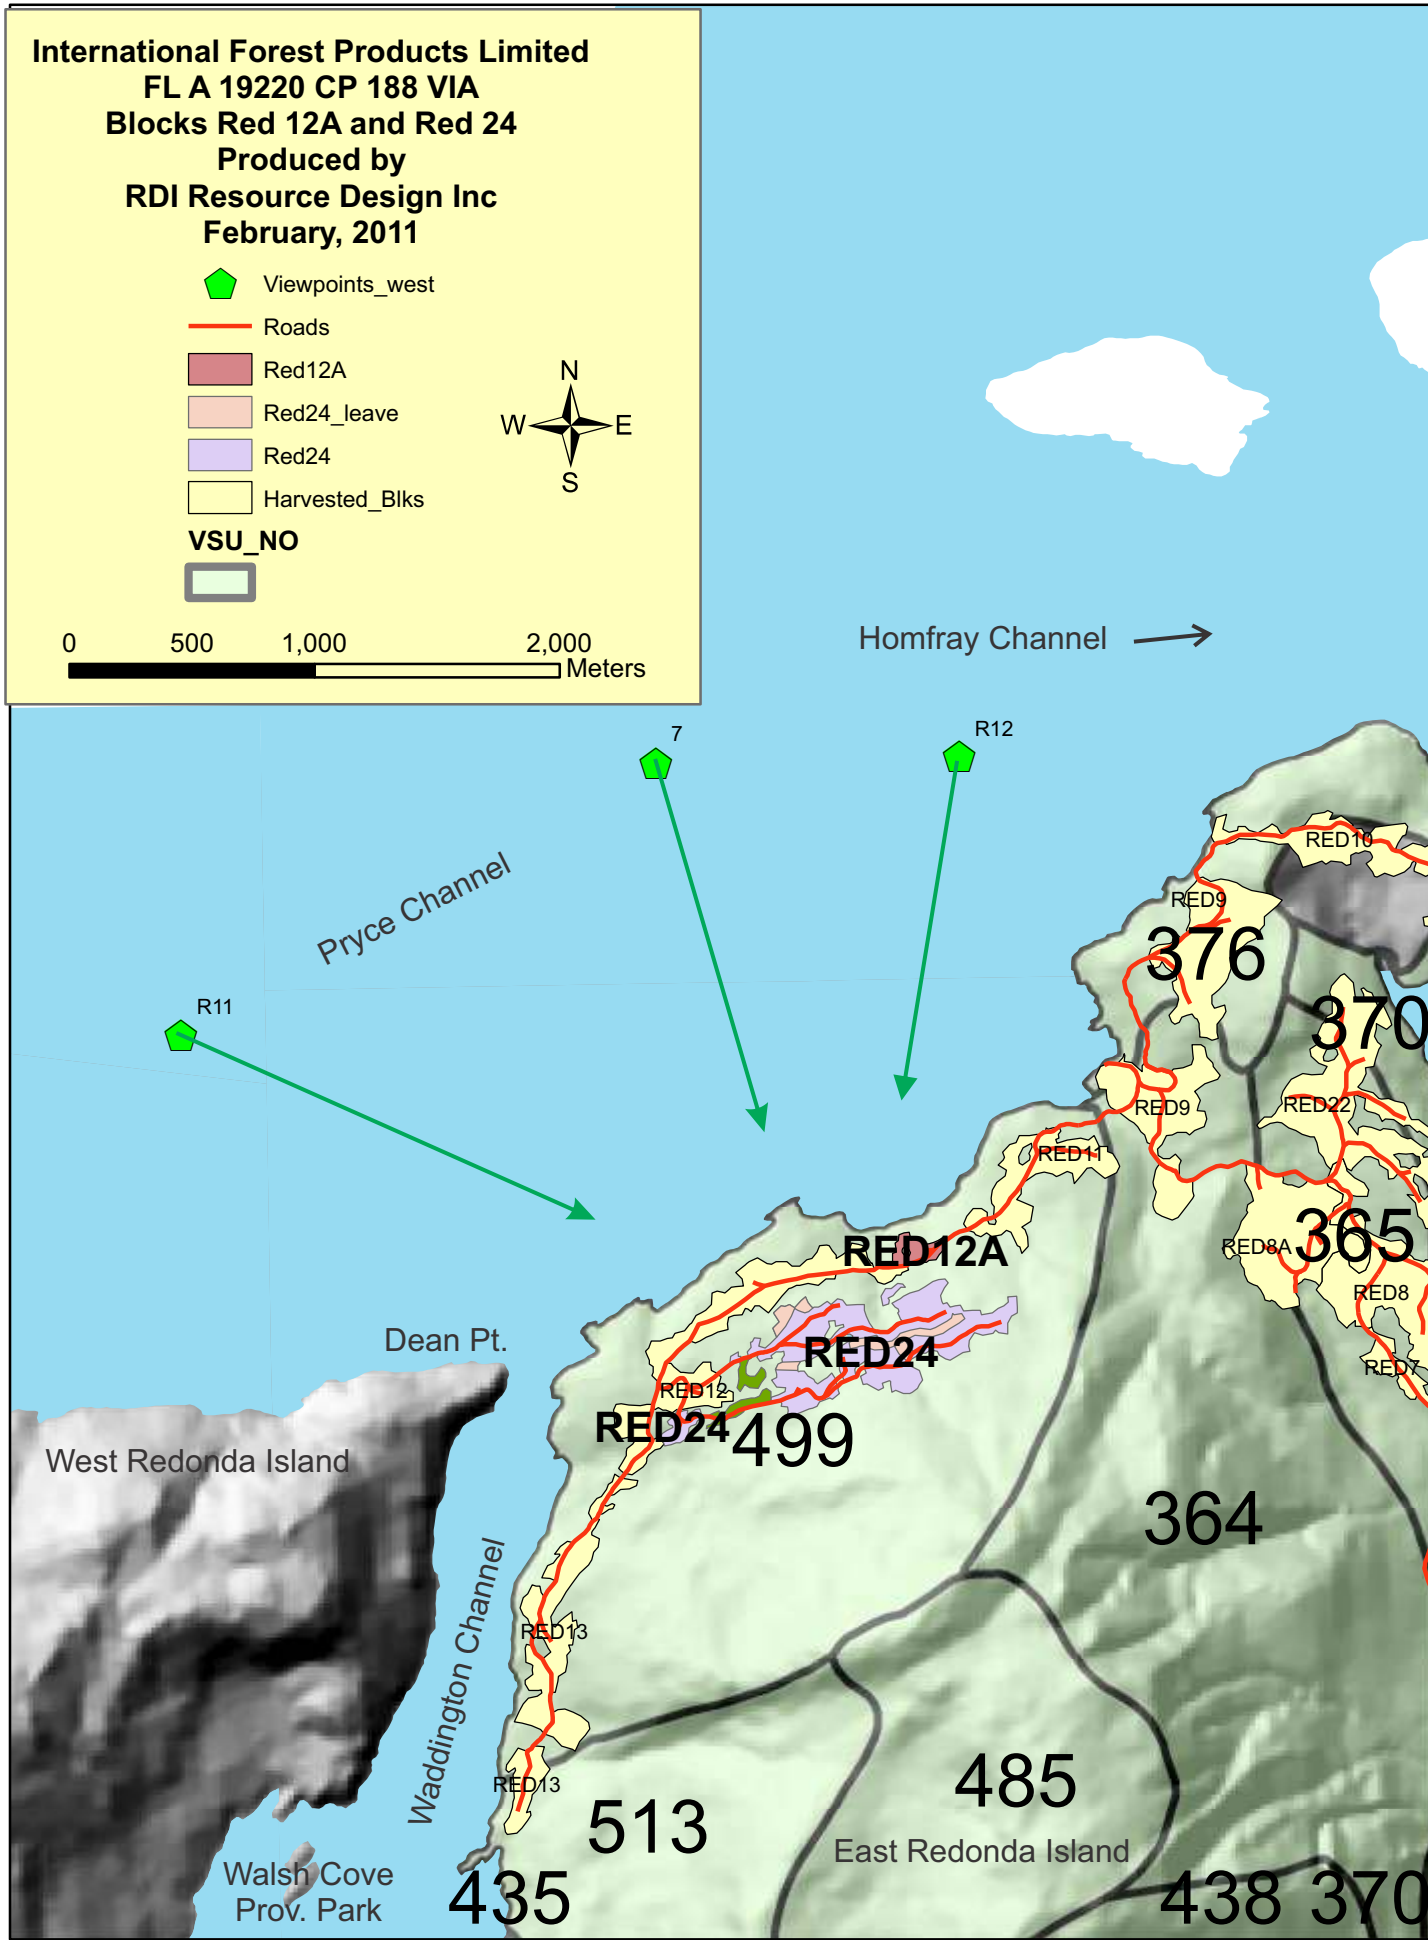 International Forest Products Limited
FL A 19220 CP 188 VIA
Blocks Red 12A and Red 24
Produced by
RDI Resource Design Inc
February, 2011
Viewpoints_west
Roads
Red12A
Red24_leave
Red24
Harvested_Blks
VSU_NO
N
W E
S
0 500 1,000 2,000
Meters
Homfray Channel
7
R12
Pryce Channel
R11
RED10
RED9
376
370
RED9
RED22
RED11
RED12A
RED8A
365
RED8
Dean Pt.
RED24
RED7
RED12
RED24
499
West Redonda Island
364
Waddington Channel
RED13
RED13
485
513
East Redonda Island
Walsh Cove
Prov. Park
435
438
370